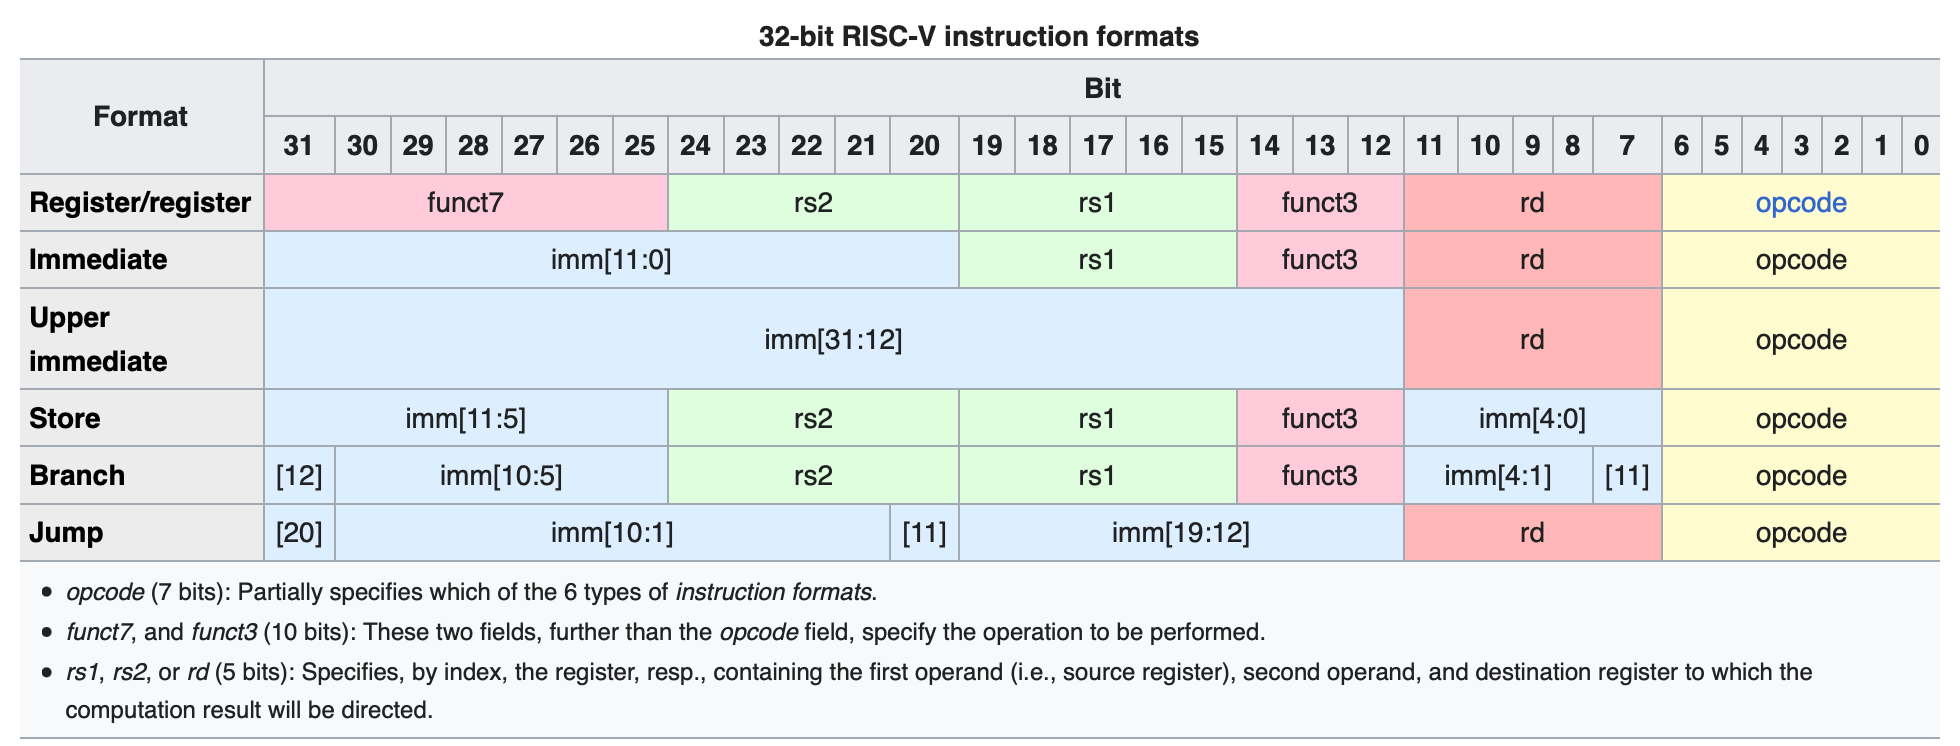 32-bit RISC-V instruction formats
Format Bit
31 30 29 28 27 26 25 24 23 22 21 20 19 18 17 16 15 14 13 12 11 10 9 8 7 6 5 4 3 2 1 0
Register/register funct7 rs2 rs1 funct3 rd opcode
Immediate imm[11:0] rs1 funct3 rd opcode
Upper
immediate imm[31:12] rd opcode
Store imm[11:5] rs2 rs1 funct3 imm[4:0] opcode
Branch [12] imm[10:5] rs2 rs1 funct3 imm[4:1] [11] opcode
Jump [20] imm[10:1] [11] imm[19:12] rd opcode
• opcode (7 bits): Partially specifies which of the 6 types of instruction formats.
• funct7, and funct3 (10 bits): These two fields, further than the opcode field, specify the operation to be performed.
• rs1, rs2, or rd (5 bits): Specifies, by index, the register, resp., containing the first operand (i.e., source register), second operand, and destination register to which the
computation result will be directed.